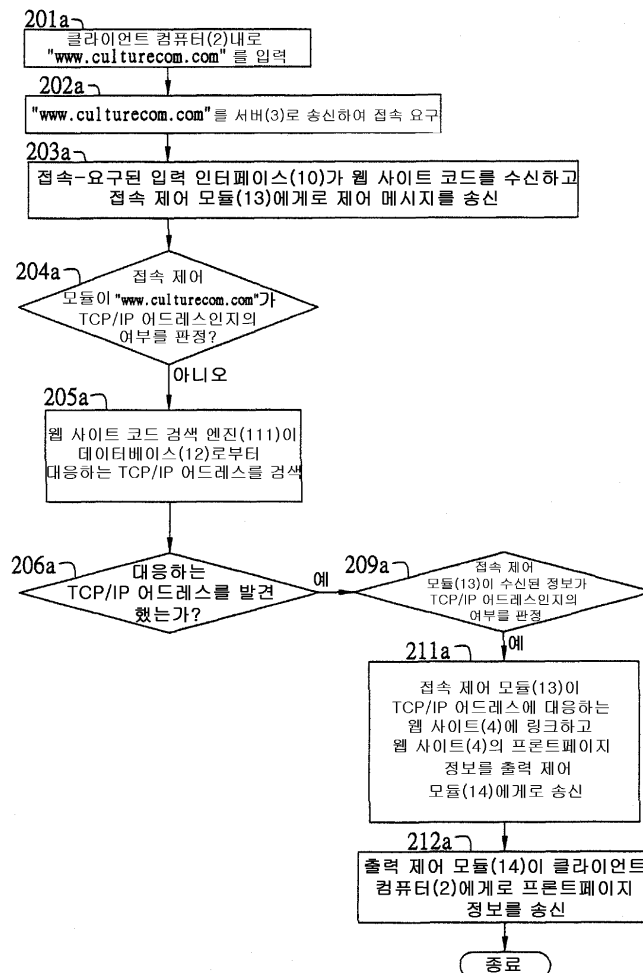 201a
클라이언트 컴퓨터(2)내로
"www.culturecom.com" 를 입력
202a
"www.culturecom.com"를 서버(3)로 송신하여 접속 요구
203a
접속-요구된 입력 인터페이스(10)가 웹 사이트 코드를 수신하고
접속 제어 모듈(13)에게로 제어 메시지를 송신
204a
접속 제어
모듈이 "www.culturecom.com"가
TCP/IP 어드레스인지의
여부를 판정?
아니오
205a
웹 사이트 코드 검색 엔진(111)이
데이터베이스(12)로부터
대응하는 TCP/IP 어드레스를 검색
206a
대응하는
TCP/IP 어드레스를 발견
했는가?
예
209a
접속 제어
모듈(13)이 수신된 정보가
TCP/IP 어드레스인지의
여부를 판정
예
211a
접속 제어 모듈(13)이
TCP/IP 어드레스에 대응하는
웹 사이트(4)에 링크하고
웹 사이트(4)의 프론트페이지
정보를 출력 제어
모듈(14)에게로 송신
212a
출력 제어 모듈(14)이 클라이언트
컴퓨터(2)에게로 프론트페이지
정보를 송신
종료